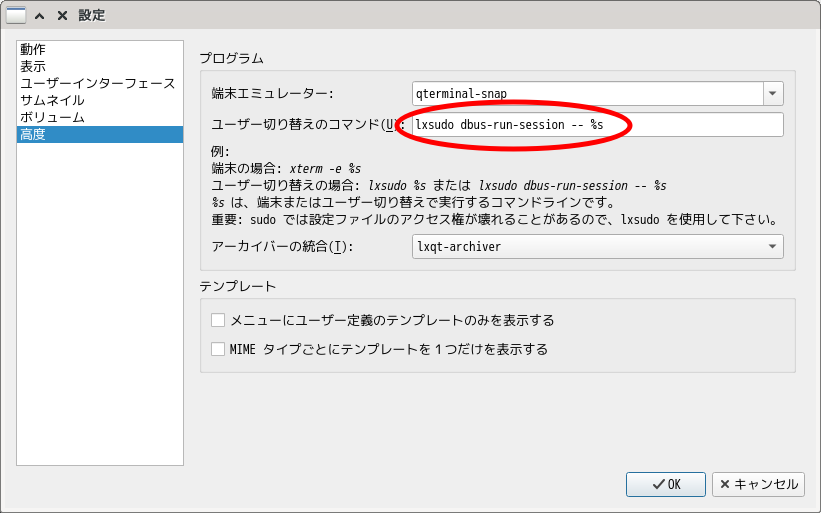 設定
動作
表示
ユーザーインターフェース
サムネイル
ボリューム
高度
プログラム
端末エミュレーター: qterminal-snap
ユーザー切り替えのコマンド(U): lxsudo dbus-run-session -- %s
例:
端末の場合: xterm -e %s
ユーザー切り替えの場合: lxsudo %s または lxsudo dbus-run-session -- %s
%s は、端末またはユーザー切り替えで実行するコマンドラインです。
重要: sudo では設定ファイルのアクセス権が壊れることがあるので、lxsudo を使用して下さい。
アーカイバーの統合(I): lxqt-archiver
テンプレート
メニューにユーザー定義のテンプレートのみを表示する
MIME タイプごとにテンプレートを１つだけを表示する
OK キャンセル